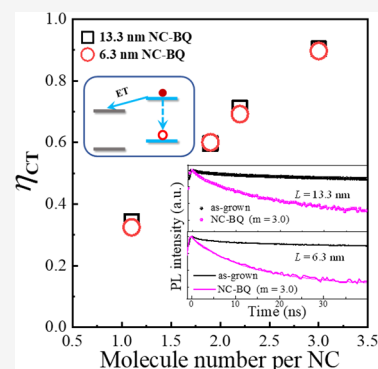 1.0
13.3 nm NC-BQ
6.3 nm NC-BQ
0.8
ET
0.6
η_CT
0.4
L = 13.3 nm
as-grown
NC-BQ (m = 3.0)
PL intensity (a.u.)
L = 6.3 nm
as-grown
NC-BQ (m = 3.0)
0.2
0 10 20 30
Time (ns)
0.0
0.5 1.0 1.5 2.0 2.5 3.0 3.5
Molecule number per NC